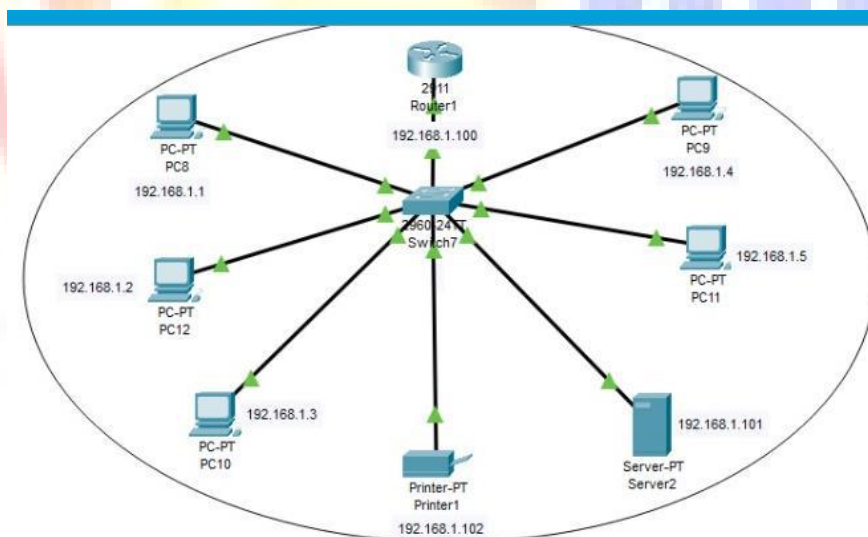 2911
Router1
192.168.1.100
PC-PT
PC8
192.168.1.1
PC-PT
PC9
192.168.1.4
2960-24TT
Switch7
192.168.1.2
PC-PT
PC12
192.168.1.5
PC-PT
PC11
192.168.1.3
PC-PT
PC10
192.168.1.101
Server-PT
Server2
Printer-PT
Printer1
192.168.1.102